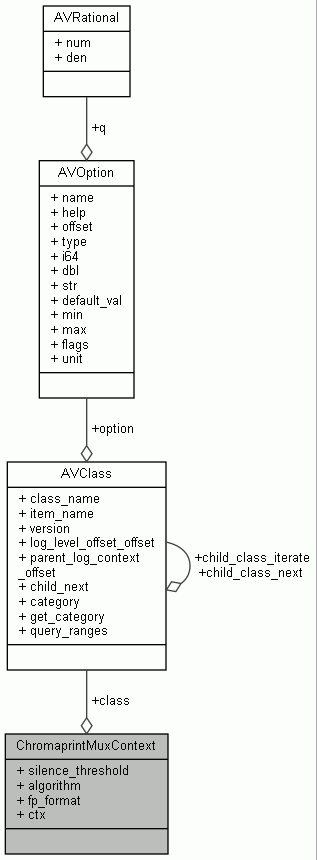 AVRational
+ num
+ den
+q
AVOption
+ name
+ help
+ offset
+ type
+ i64
+ dbl
+ str
+ default_val
+ min
+ max
+ flags
+ unit
+option
AVClass
+ class_name
+ item_name
+ version
+ log_level_offset_offset
+ parent_log_context
_offset
+ child_next
+ category
+ get_category
+ query_ranges
+child_class_iterate
+child_class_next
+class
ChromaprintMuxContext
+ silence_threshold
+ algorithm
+ fp_format
+ ctx